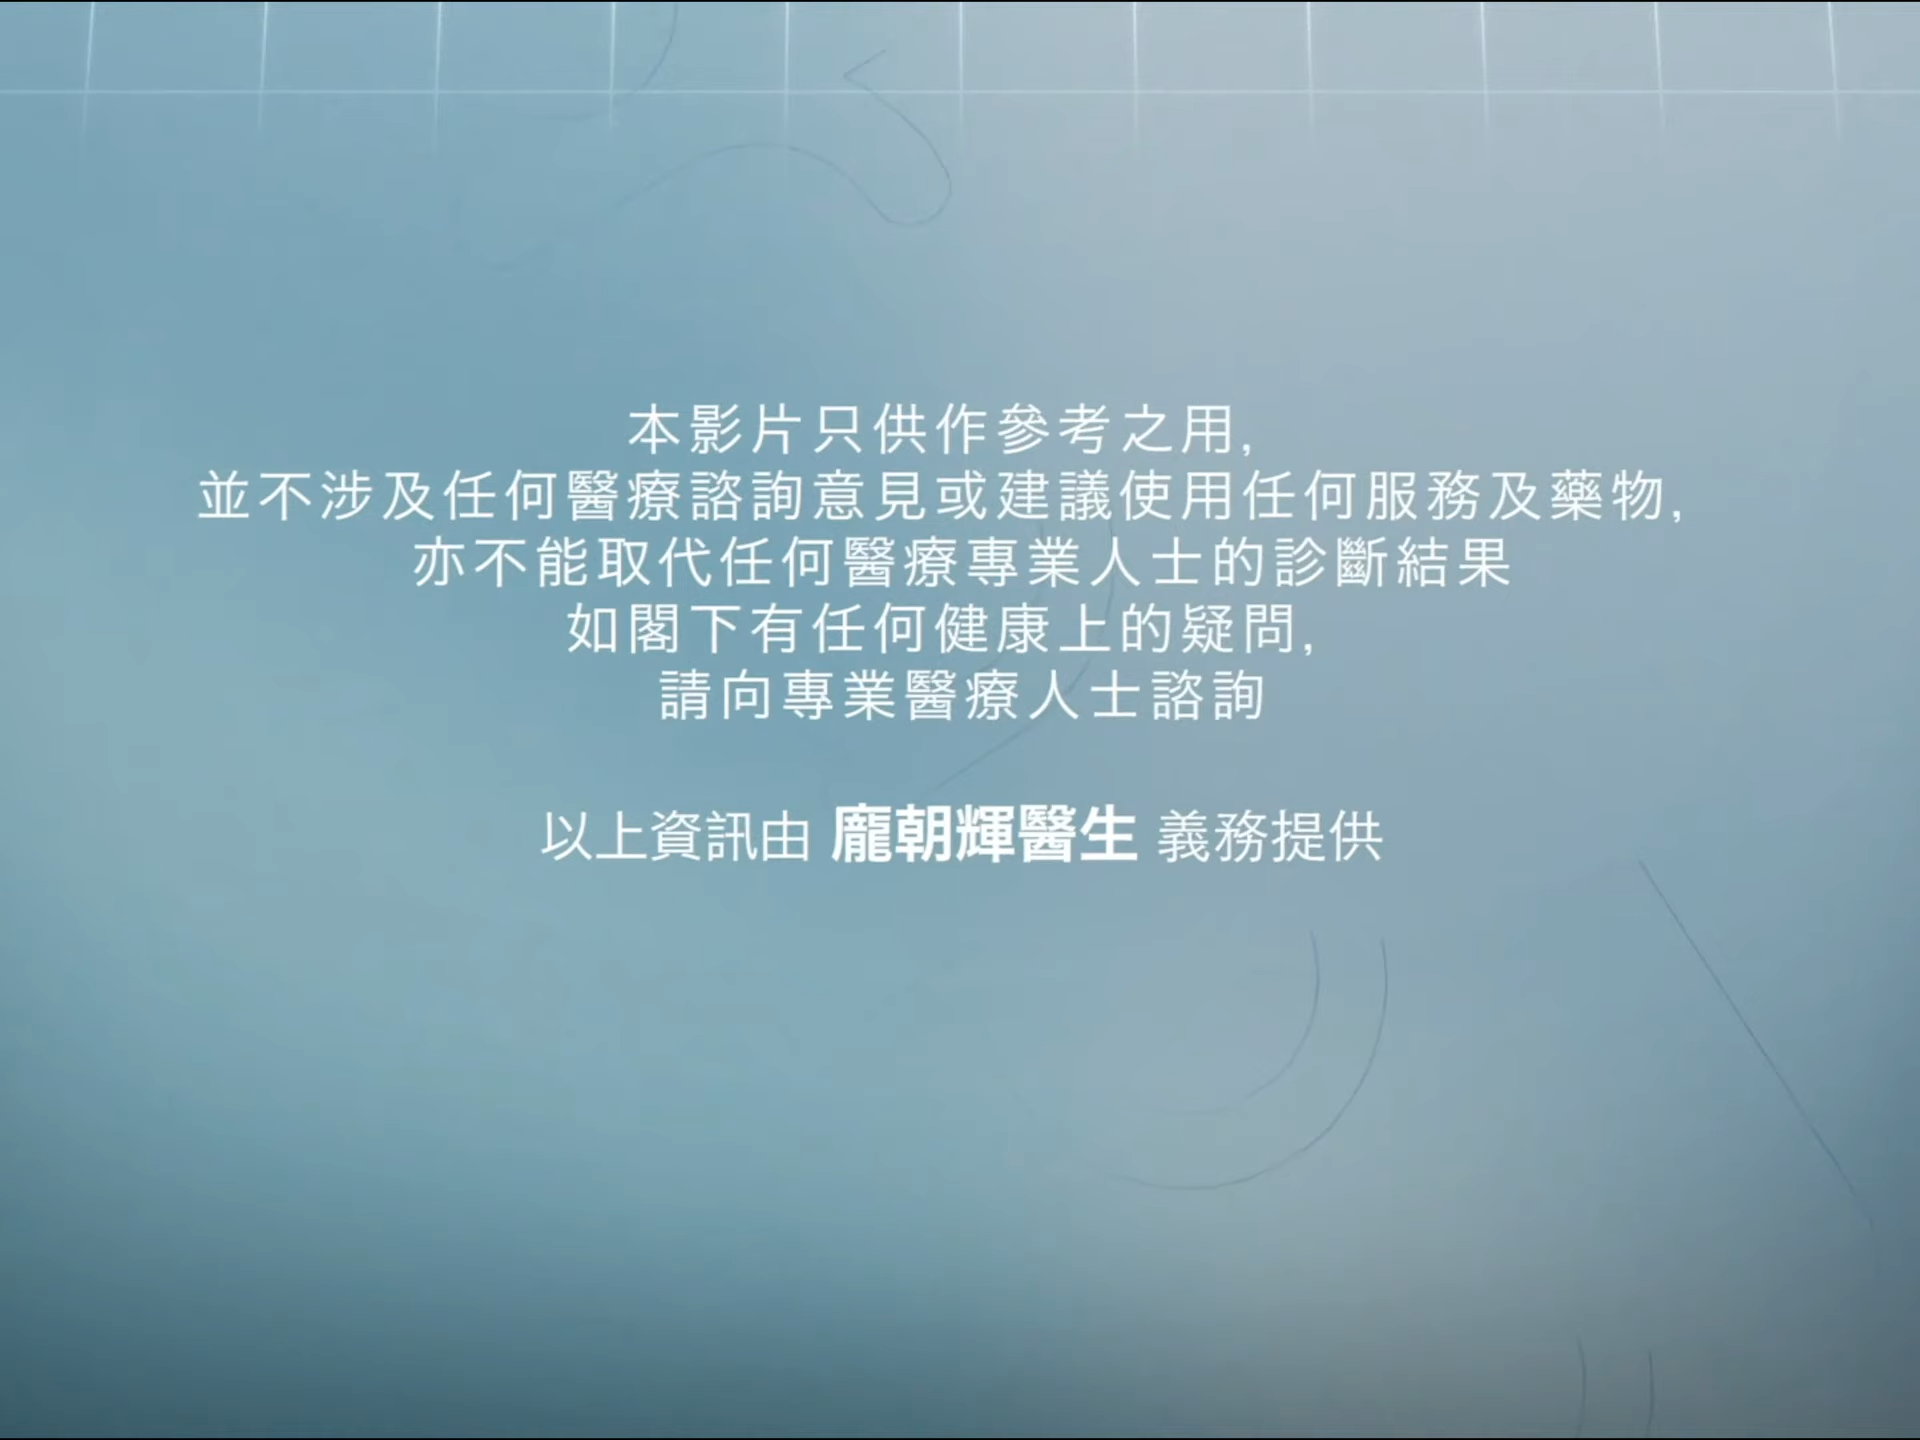 本影片只供作參考之用,
並不涉及任何醫療諮詢意見或建議使用任何服務及藥物,
亦不能取代任何醫療專業人士的診斷結果
如閣下有任何健康上的疑問,
請向專業醫療人士諮詢
以上資訊由 龐朝輝醫生 義務提供